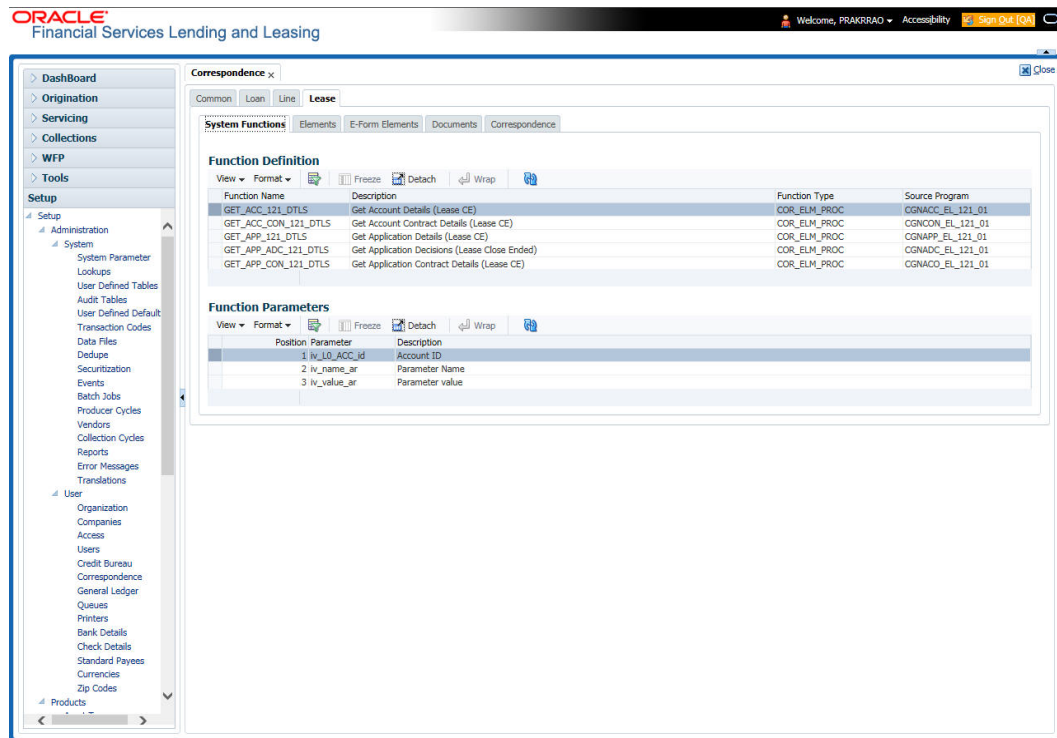 ORACLE
Financial Services Lending and Leasing
Welcome, PRAKRRAO Accessibility Sign Out [QA]
Close
DashBoard
Origination
Servicing
Collections
WFP
Tools
Setup
Setup
Administration
System
System Parameter
Lookups
User Defined Tables
Audit Tables
User Defined Default
Transaction Codes
Data Files
Dedupe
Securitization
Events
Batch Jobs
Producer Cycles
Vendors
Collection Cycles
Reports
Error Messages
Translations
User
Organization
Companies
Access
Users
Credit Bureau
Correspondence
General Ledger
Queues
Printers
Bank Details
Check Details
Standard Payees
Currencies
Zip Codes
Products
Correspondence x
Common Loan Line Lease
System Functions Elements E-Form Elements Documents Correspondence
Function Definition
View Format Freeze Detach Wrap
Function Name Description Function Type Source Program
GET_ACC_121_DTLS Get Account Details (Lease CE) COR_ELM_PROC CGNACC_EL_121_01
GET_ACC_CON_121_DTLS Get Account Contract Details (Lease CE) COR_ELM_PROC CGNCON_EL_121_01
GET_APP_121_DTLS Get Application Details (Lease CE) COR_ELM_PROC CGNAPP_EL_121_01
GET_APP_ADC_121_DTLS Get Application Decisions (Lease Close Ended) COR_ELM_PROC CGNADC_EL_121_01
GET_APP_CON_121_DTLS Get Application Contract Details (Lease CE) COR_ELM_PROC CGNACO_EL_121_01
Function Parameters
View Format Freeze Detach Wrap
Position Parameter Description
1 iv_L0_ACC_id Account ID
2 iv_name_ar Parameter Name
3 iv_value_ar Parameter value